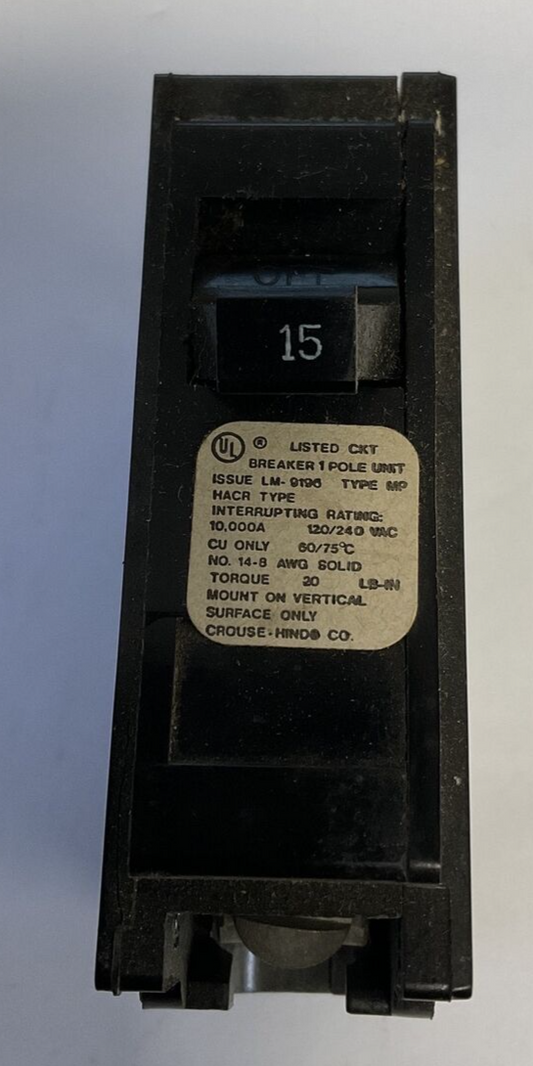 OFF
15
UL ® LISTED CKT
BREAKER 1 POLE UNIT
ISSUE LM-9196 TYPE MP
HACR TYPE
INTERRUPTING RATING:
10,000A 120/240 VAC
CU ONLY 60/75°C
NO. 14-8 AWG SOLID
TORQUE 20 LB-IN
MOUNT ON VERTICAL
SURFACE ONLY
CROUSE-HINDS CO.